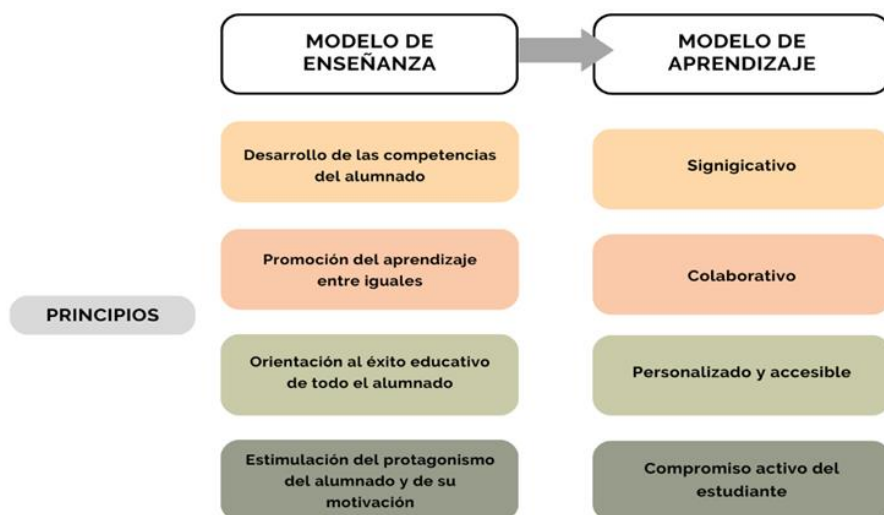 MODELO DE
ENSEÑANZA
MODELO DE
APRENDIZAJE
Desarrollo de las competencias
del alumnado
Signigicativo
Promoción del aprendizaje
entre iguales
Colaborativo
PRINCIPIOS
Orientación al éxito educativo
de todo el alumnado
Personalizado y accesible
Estimulación del protagonismo
del alumnado y de su
motivación
Compromiso activo del
estudiante